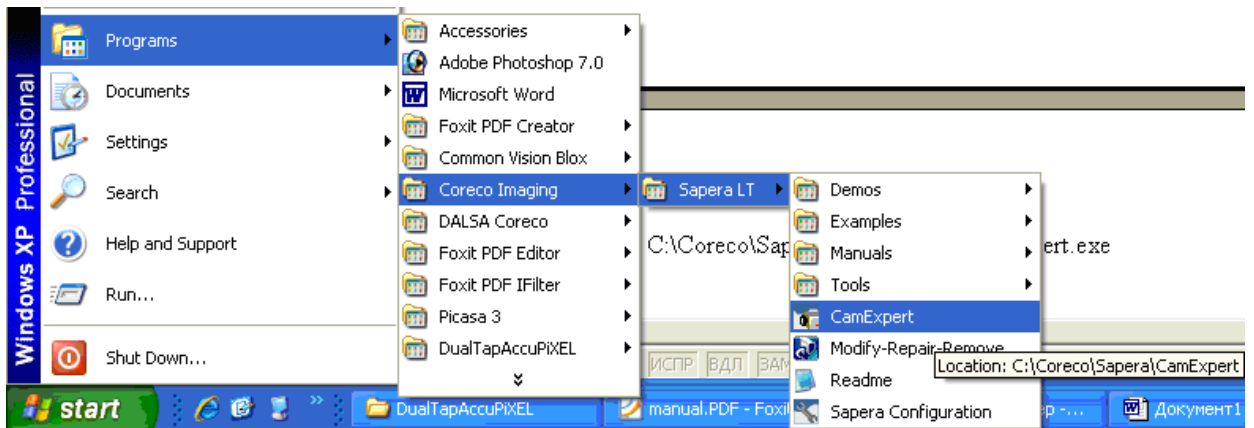 Windows XP Professional
Programs
Documents
Settings
Search
Help and Support
Run...
Shut Down...
Accessories
Adobe Photoshop 7.0
Microsoft Word
Foxit PDF Creator
Common Vision Blox
Coreco Imaging
DALSA Coreco
Foxit PDF Editor
Foxit PDF IFilter
Picasa 3
DualTapAccuPiXEL
Sapera LT
Demos
Examples
Manuals
Tools
CamExpert
Modify-Repair-Remove
Readme
Sapera Configuration
Location: C:\Coreco\Sapera\CamExpert
C:\Coreco\Sap ert.exe
ИСПР ВДЛ ЗАМ
start
DualTapAccuPiXEL
manual.PDF - Foxi
Документ1